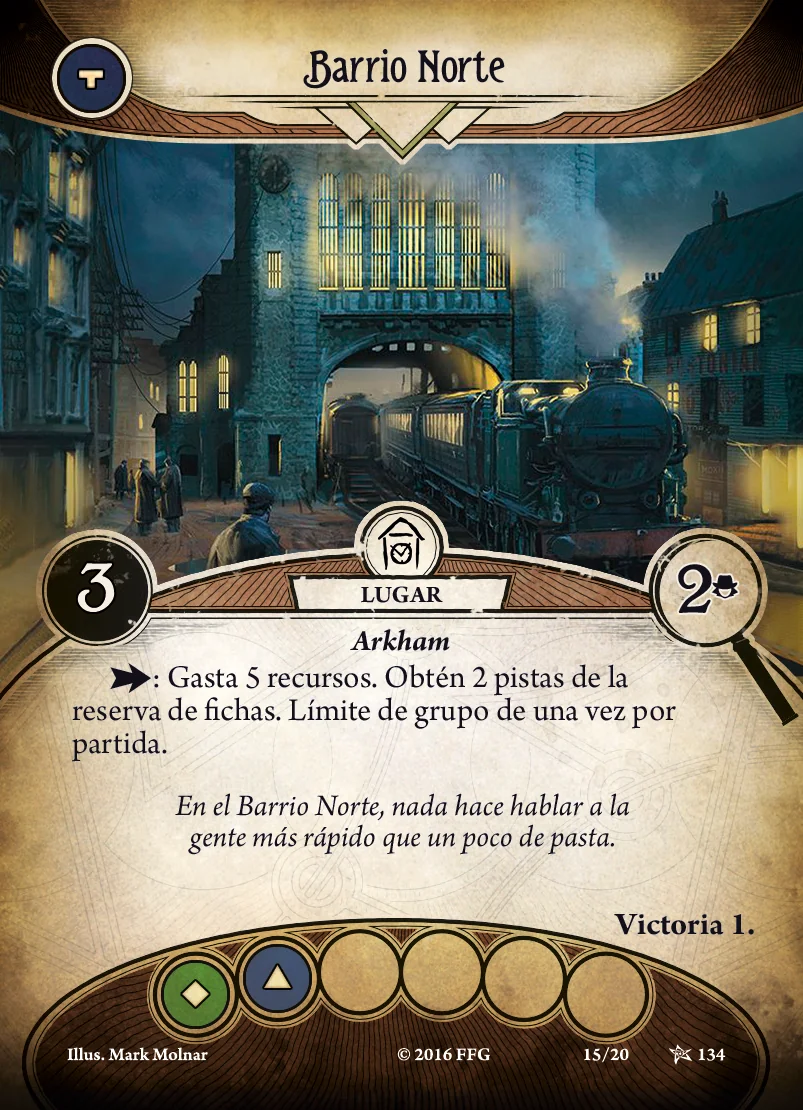 Barrio Norte
3
2
LUGAR
Arkham
: Gasta 5 recursos. Obtén 2 pistas de la
reserva de fichas. Límite de grupo de una vez por
partida.
En el Barrio Norte, nada hace hablar a la
gente más rápido que un poco de pasta.
Victoria 1.
Illus. Mark Molnar
© 2016 FFG
15/20
134